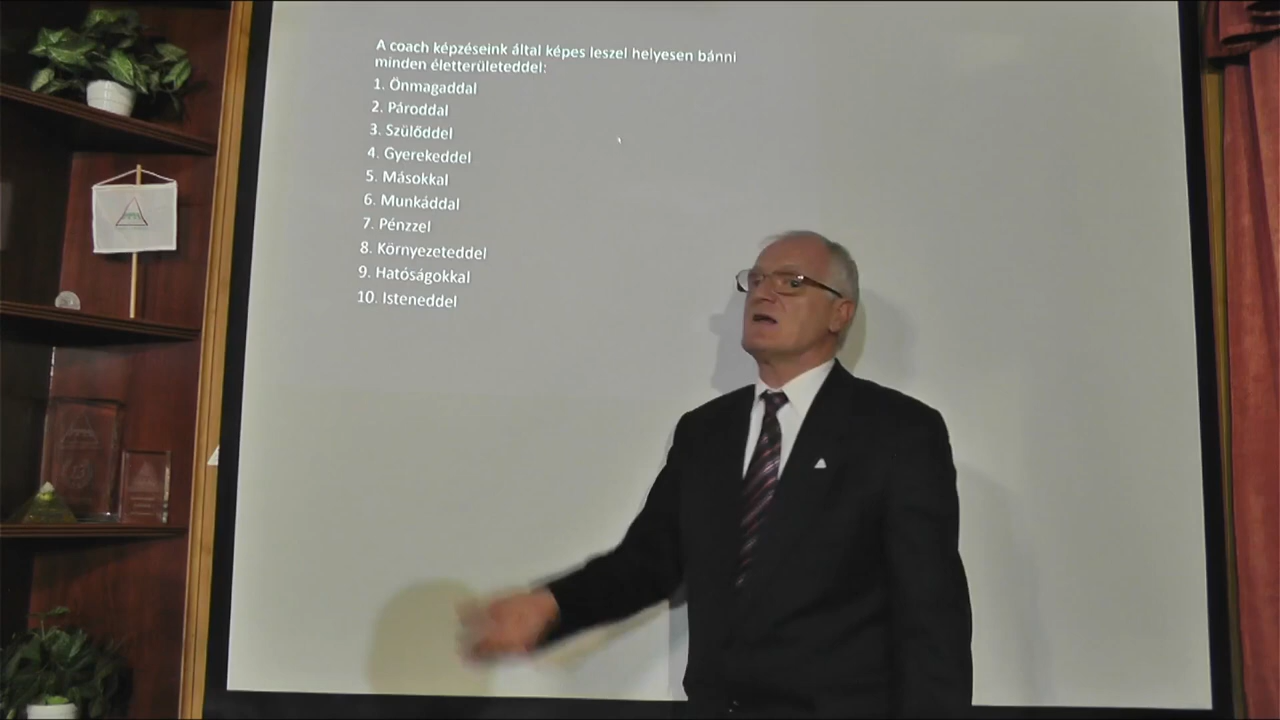 A coach képzéseink által képes leszel helyesen bánni
minden életterületeddel:
1. Önmagaddal
2. Pároddal
3. Szülőddel
4. Gyerekeddel
5. Másokkal
6. Munkáddal
7. Pénzzel
8. Környezeteddel
9. Hatóságokkal
10. Isteneddel